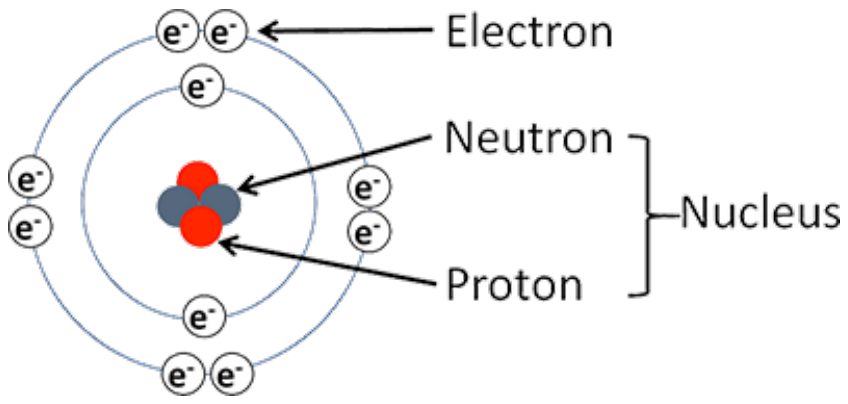 e⁻ e⁻ Electron
e⁻
Neutron
e⁻ e⁻
Nucleus
e⁻ e⁻
Proton
e⁻
e⁻ e⁻